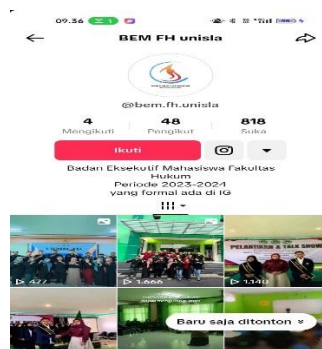 09.36
BEM FH unisla
@bem.fh.unisla
4 48 818
Mengikuti Pengikut Suka
Ikuti
Badan Eksekutif Mahasiswa Fakultas
Hukum
Periode 2023-2024
yang formal ada di IG
477 1.666 1.140
PELANTIKAN & TALK SHOW
Baru saja ditonton